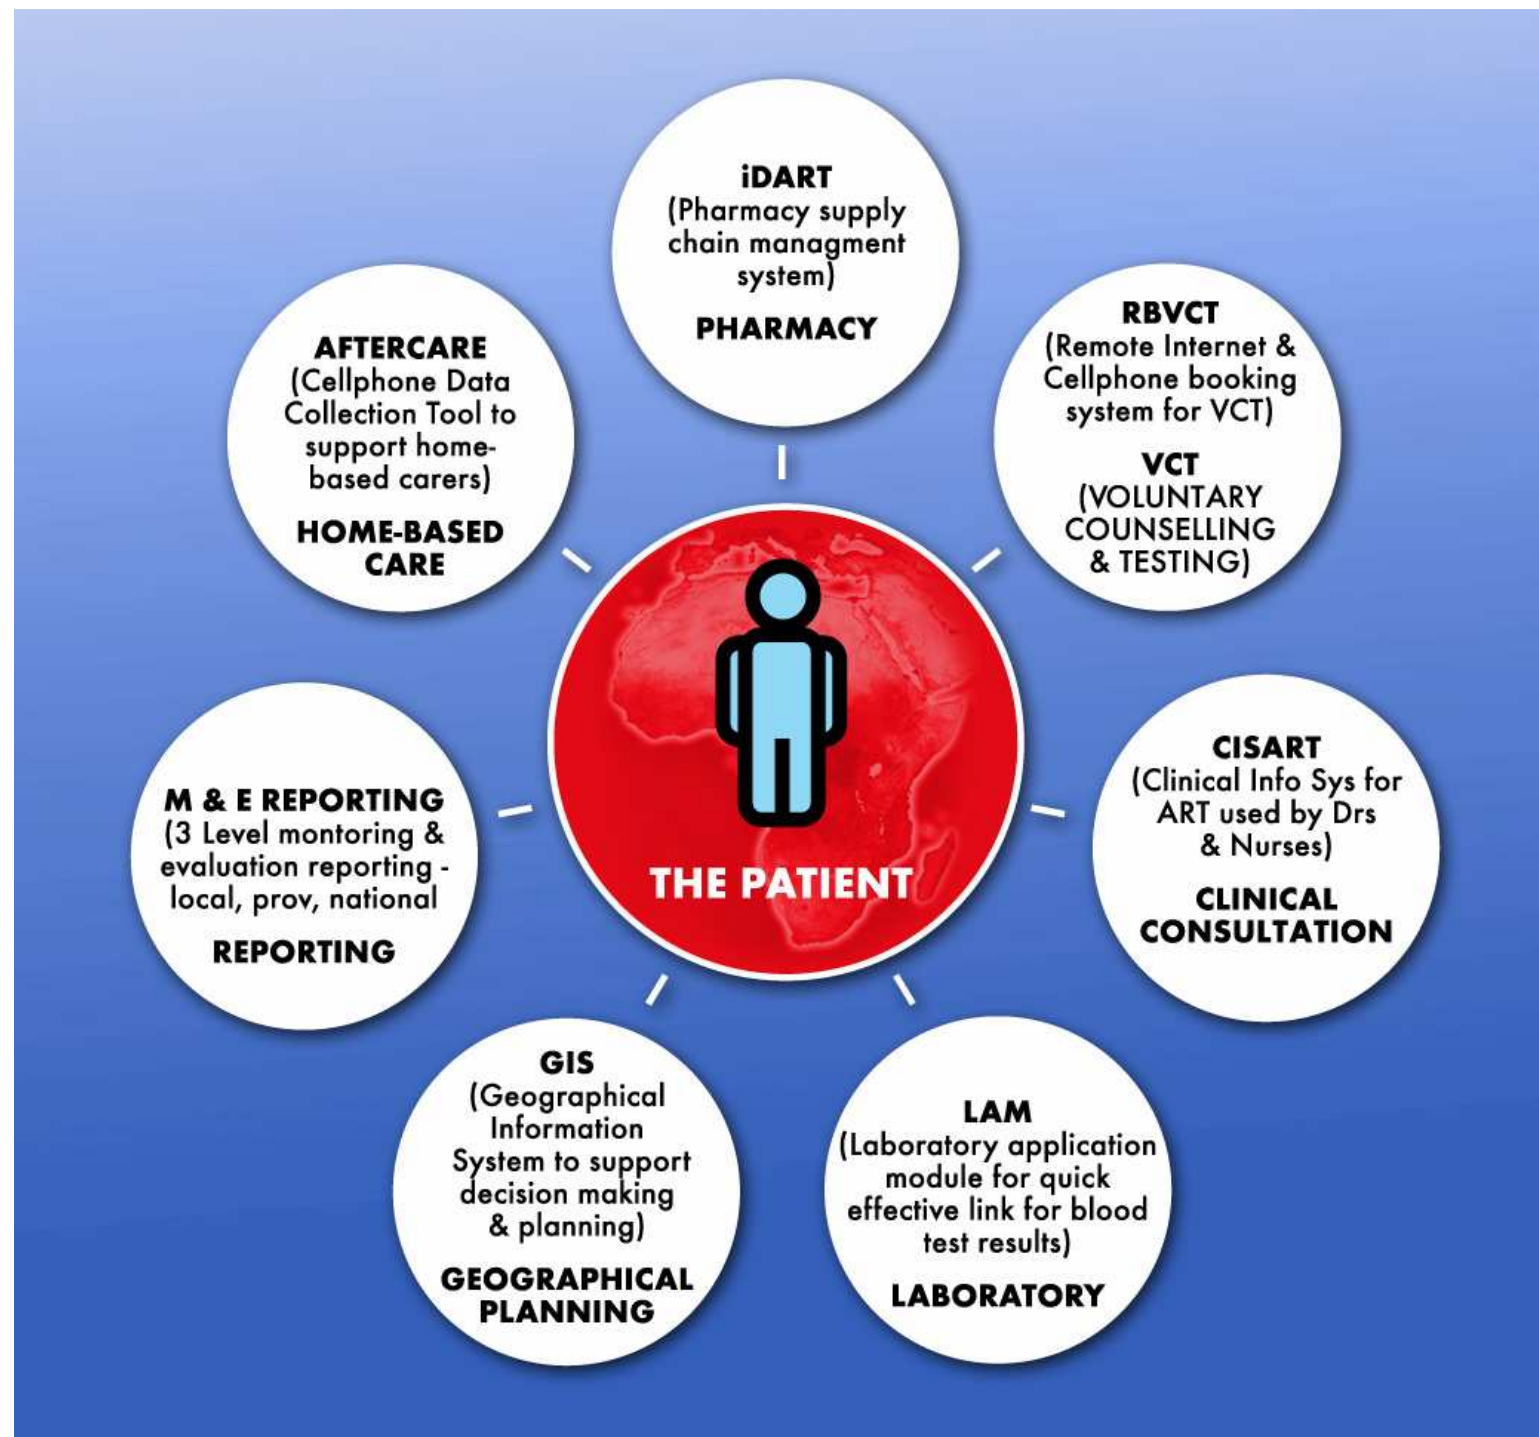 iDART
(Pharmacy supply
chain managment
system)
PHARMACY
RBVCT
(Remote Internet &
Cellphone booking
system for VCT)
VCT
(VOLUNTARY
COUNSELLING
& TESTING)
CISART
(Clinical Info Sys for
ART used by Drs
& Nurses)
CLINICAL
CONSULTATION
LAM
(Laboratory application
module for quick
effective link for blood
test results)
LABORATORY
GIS
(Geographical
Information
System to support
decision making
& planning)
GEOGRAPHICAL
PLANNING
M & E REPORTING
(3 Level montoring &
evaluation reporting -
local, prov, national
REPORTING
AFTERCARE
(Cellphone Data
Collection Tool to
support home-
based carers)
HOME-BASED
CARE
THE PATIENT